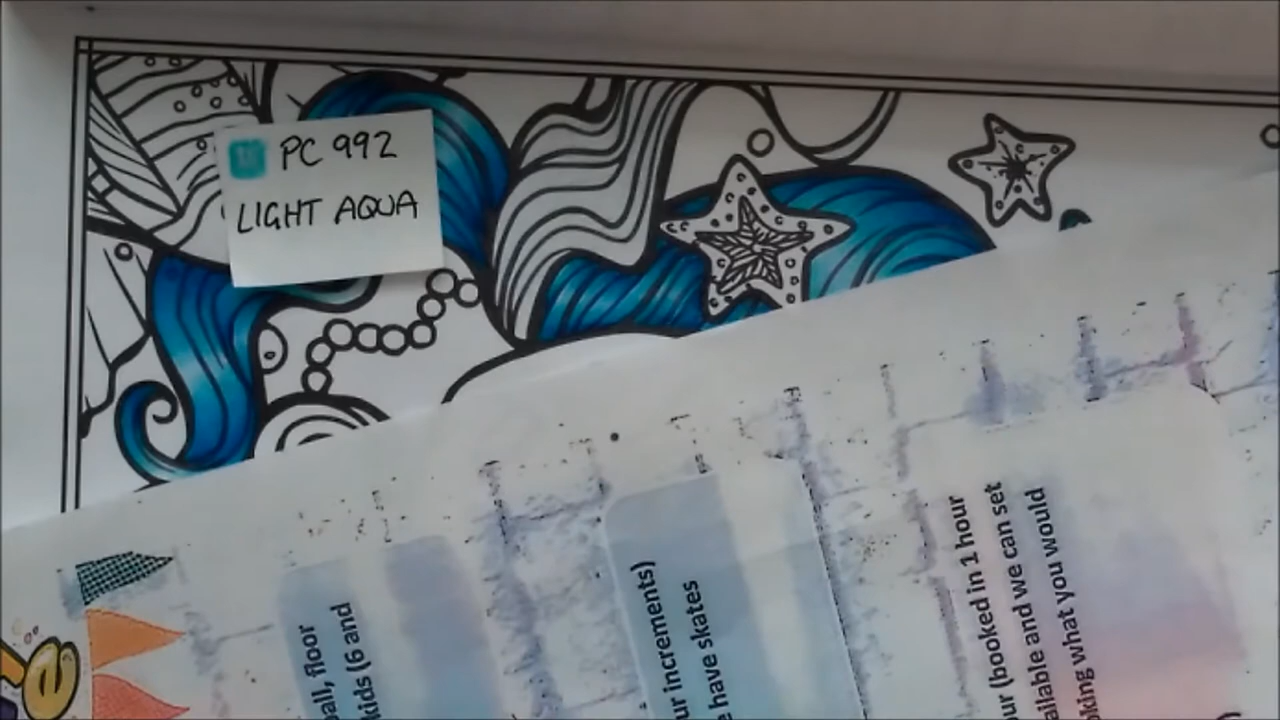 PC 992
LIGHT AQUA
ball, floor
kids (6 and
ur increments)
have skates
ur (booked in 1 hour
ailable and we can set
king what you would